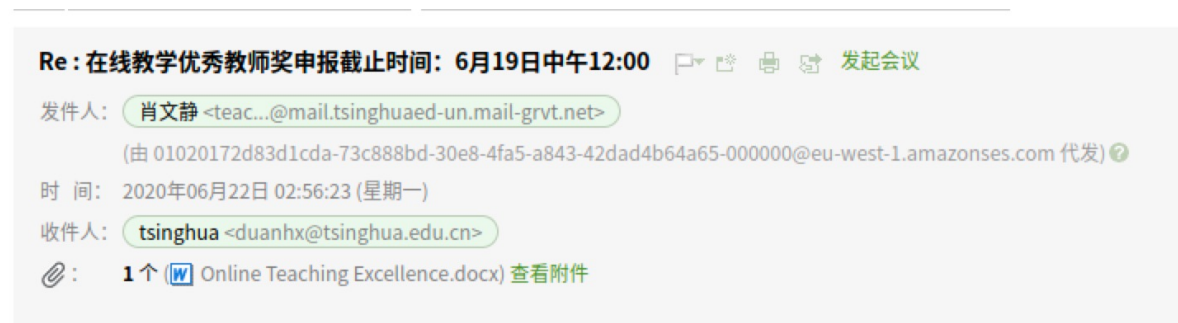 Re : 在线教学优秀教师奖申报截止时间：6月19日中午12:00 发起会议
发件人： 肖文静 <teac...@mail.tsinghuaed-un.mail-grvt.net>
(由 01020172d83d1cda-73c888bd-30e8-4fa5-a843-42dad4b64a65-000000@eu-west-1.amazonses.com 代发)
时 间： 2020年06月22日 02:56:23 (星期一)
收件人： tsinghua <duanhx@tsinghua.edu.cn>
： 1 个 (W Online Teaching Excellence.docx) 查看附件